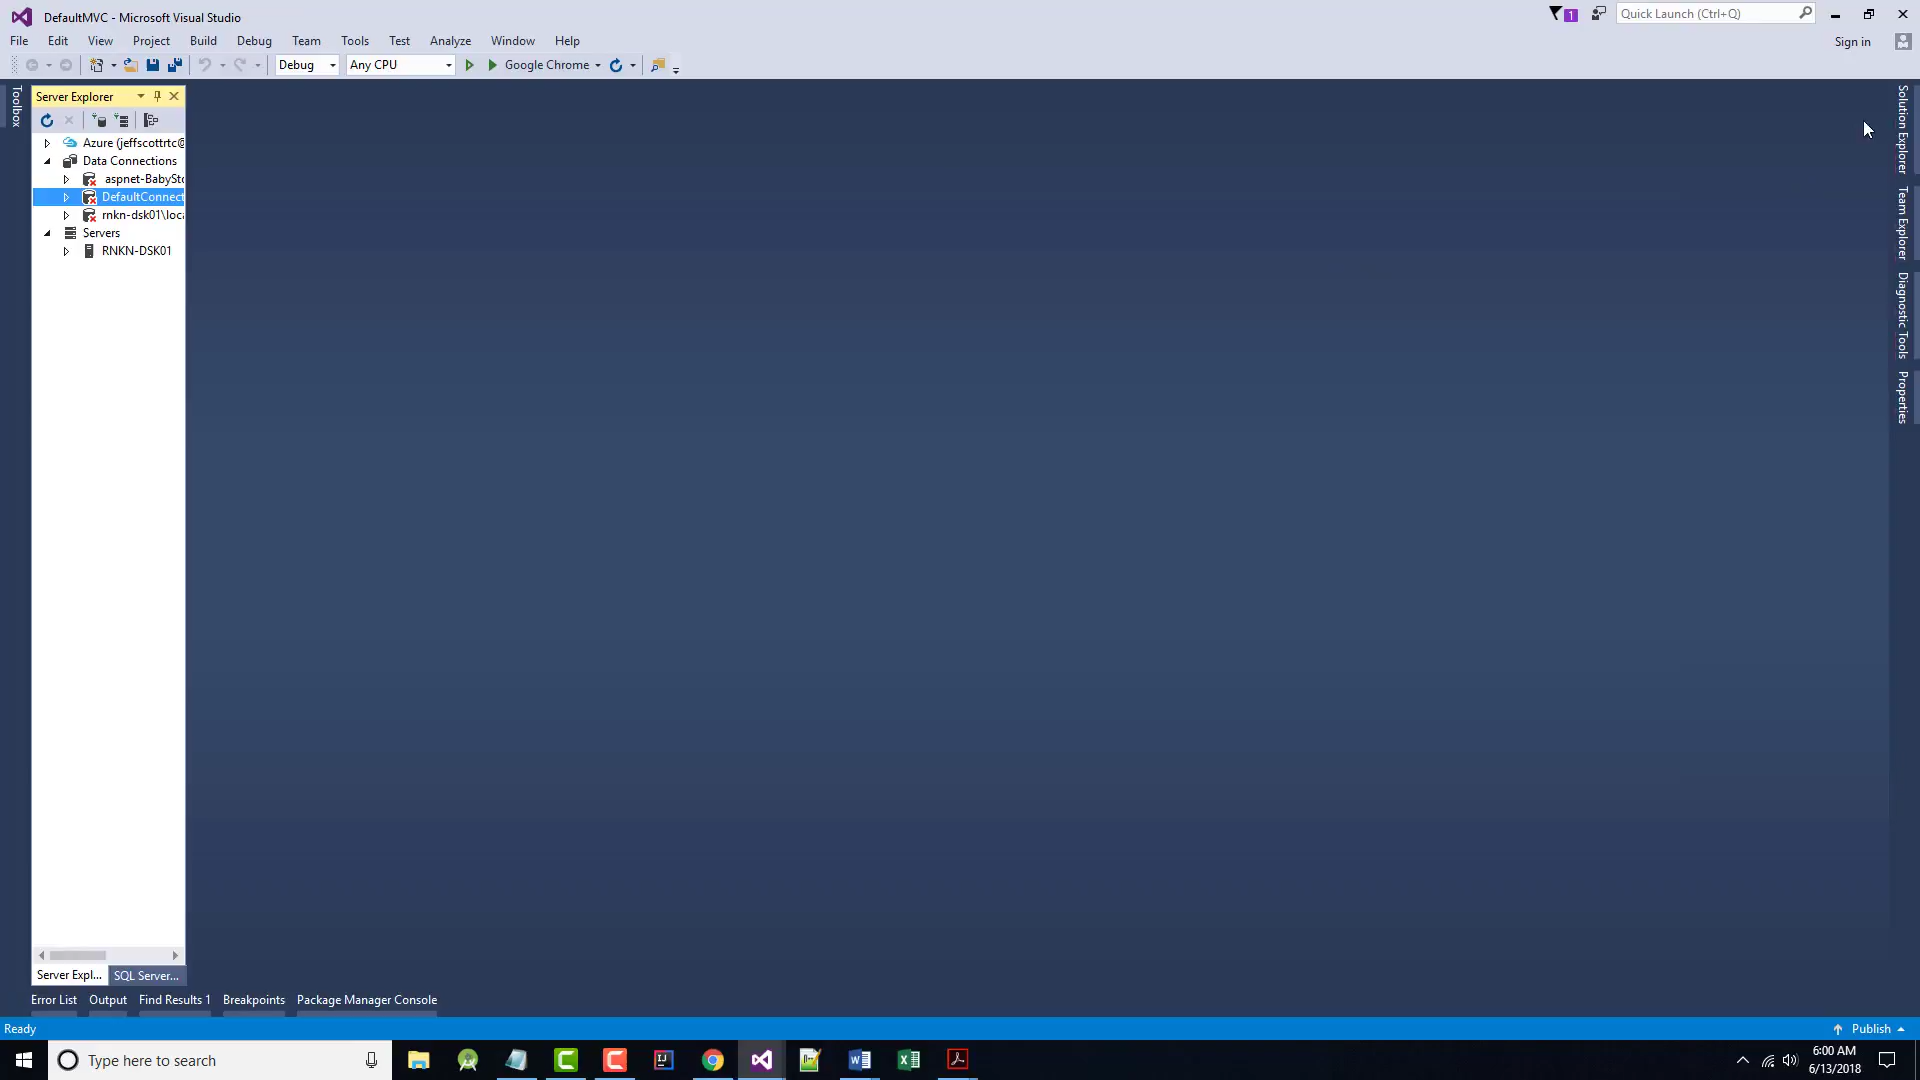 DefaultMVC - Microsoft Visual Studio
1
Quick Launch (Ctrl+Q)
File Edit View Project Build Debug Team Tools Test Analyze Window Help
Sign in
Debug Any CPU Google Chrome
Toolbox
Server Explorer
Azure (jeffscottrtc@
Data Connections
aspnet-BabySto
DefaultConnect
rnkn-dsk01\loca
Servers
RNKN-DSK01
Solution Explorer
Team Explorer
Diagnostic Tools
Properties
Server Expl... SQL Server...
Error List Output Find Results 1 Breakpoints Package Manager Console
Ready
Publish
Type here to search
6:00 AM
6/13/2018